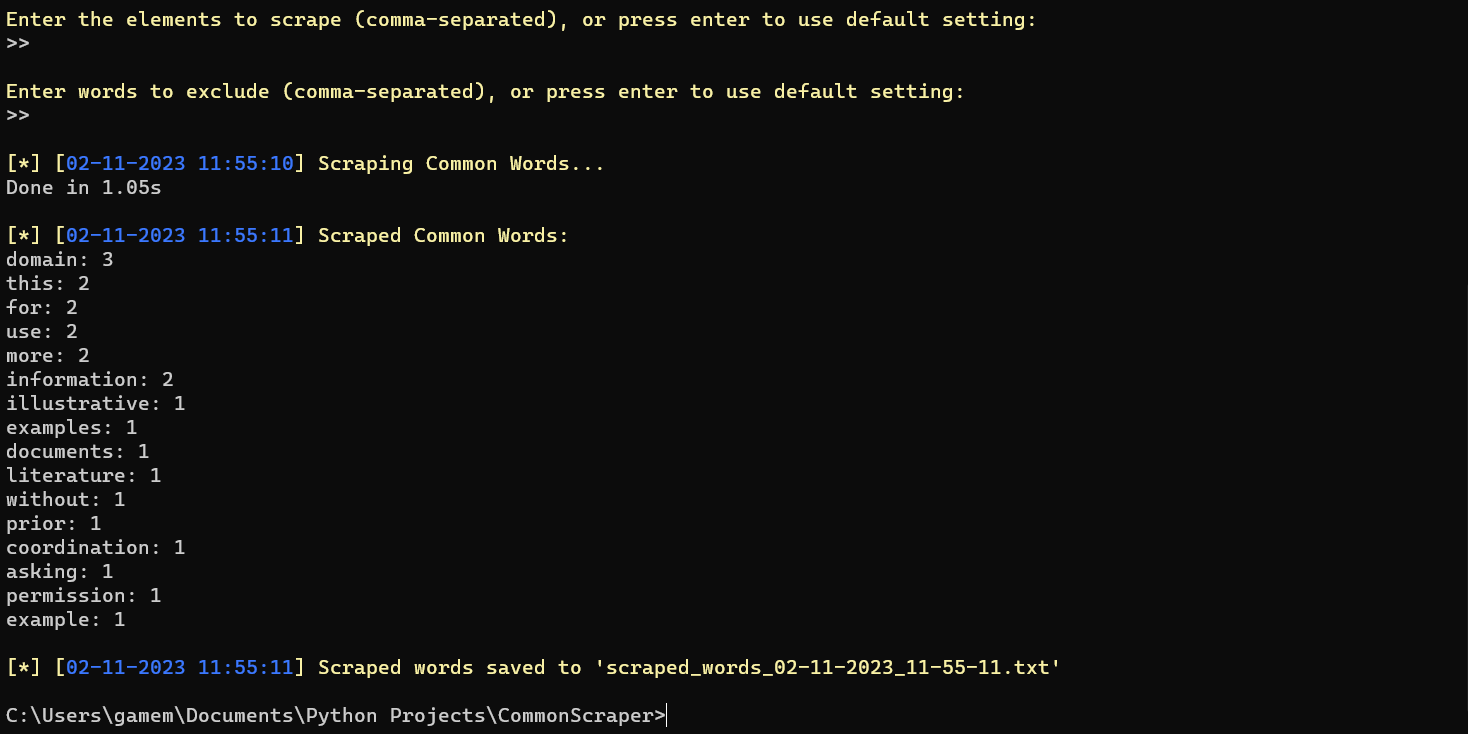 Enter the elements to scrape (comma-separated), or press enter to use default setting:
>>
Enter words to exclude (comma-separated), or press enter to use default setting:
>>
[*] [02-11-2023 11:55:10] Scraping Common Words...
Done in 1.05s
[*] [02-11-2023 11:55:11] Scraped Common Words:
domain: 3
this: 2
for: 2
use: 2
more: 2
information: 2
illustrative: 1
examples: 1
documents: 1
literature: 1
without: 1
prior: 1
coordination: 1
asking: 1
permission: 1
example: 1
[*] [02-11-2023 11:55:11] Scraped words saved to 'scraped_words_02-11-2023_11-55-11.txt'
C:\Users\gamem\Documents\Python Projects\CommonScraper>